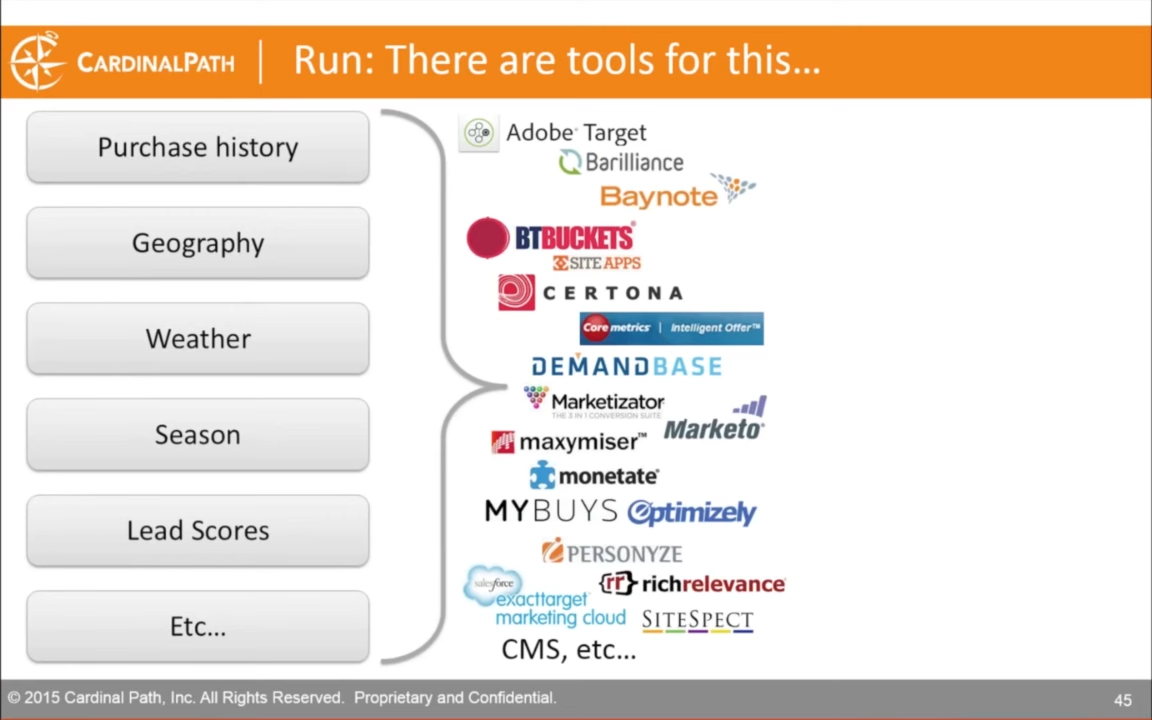 CARDINALPATH
Run: There are tools for this...
Purchase history
Geography
Weather
Season
Lead Scores
Etc...
Adobe® Target
Barilliance
Baynote
BTBUCKETS®
SITE APPS
CERTONA
Coremetrics | Intelligent Offer™
DEMANDBASE
Marketizator
THE 3 IN 1 CONVERSION SUITE
Marketo®
maxymiser™
monetate®
MYBUYS
Optimizely
PERSONYZE
salesforce
exacttarget
marketing cloud
{rr} richrelevance®
SITESPECT
CMS, etc...
© 2015 Cardinal Path, Inc. All Rights Reserved. Proprietary and Confidential.
45